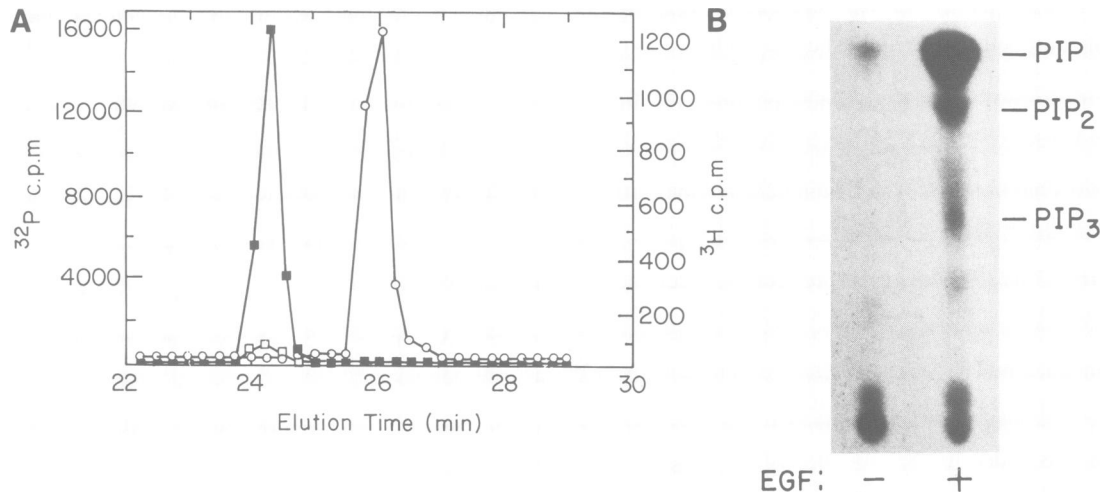 A
16000
12000
8000
4000
³²P c.p.m
1200
1000
800
600
400
200
³H c.p.m
22
24
26
28
30
Elution Time (min)
B
PIP
PIP₂
PIP₃
EGF: − +